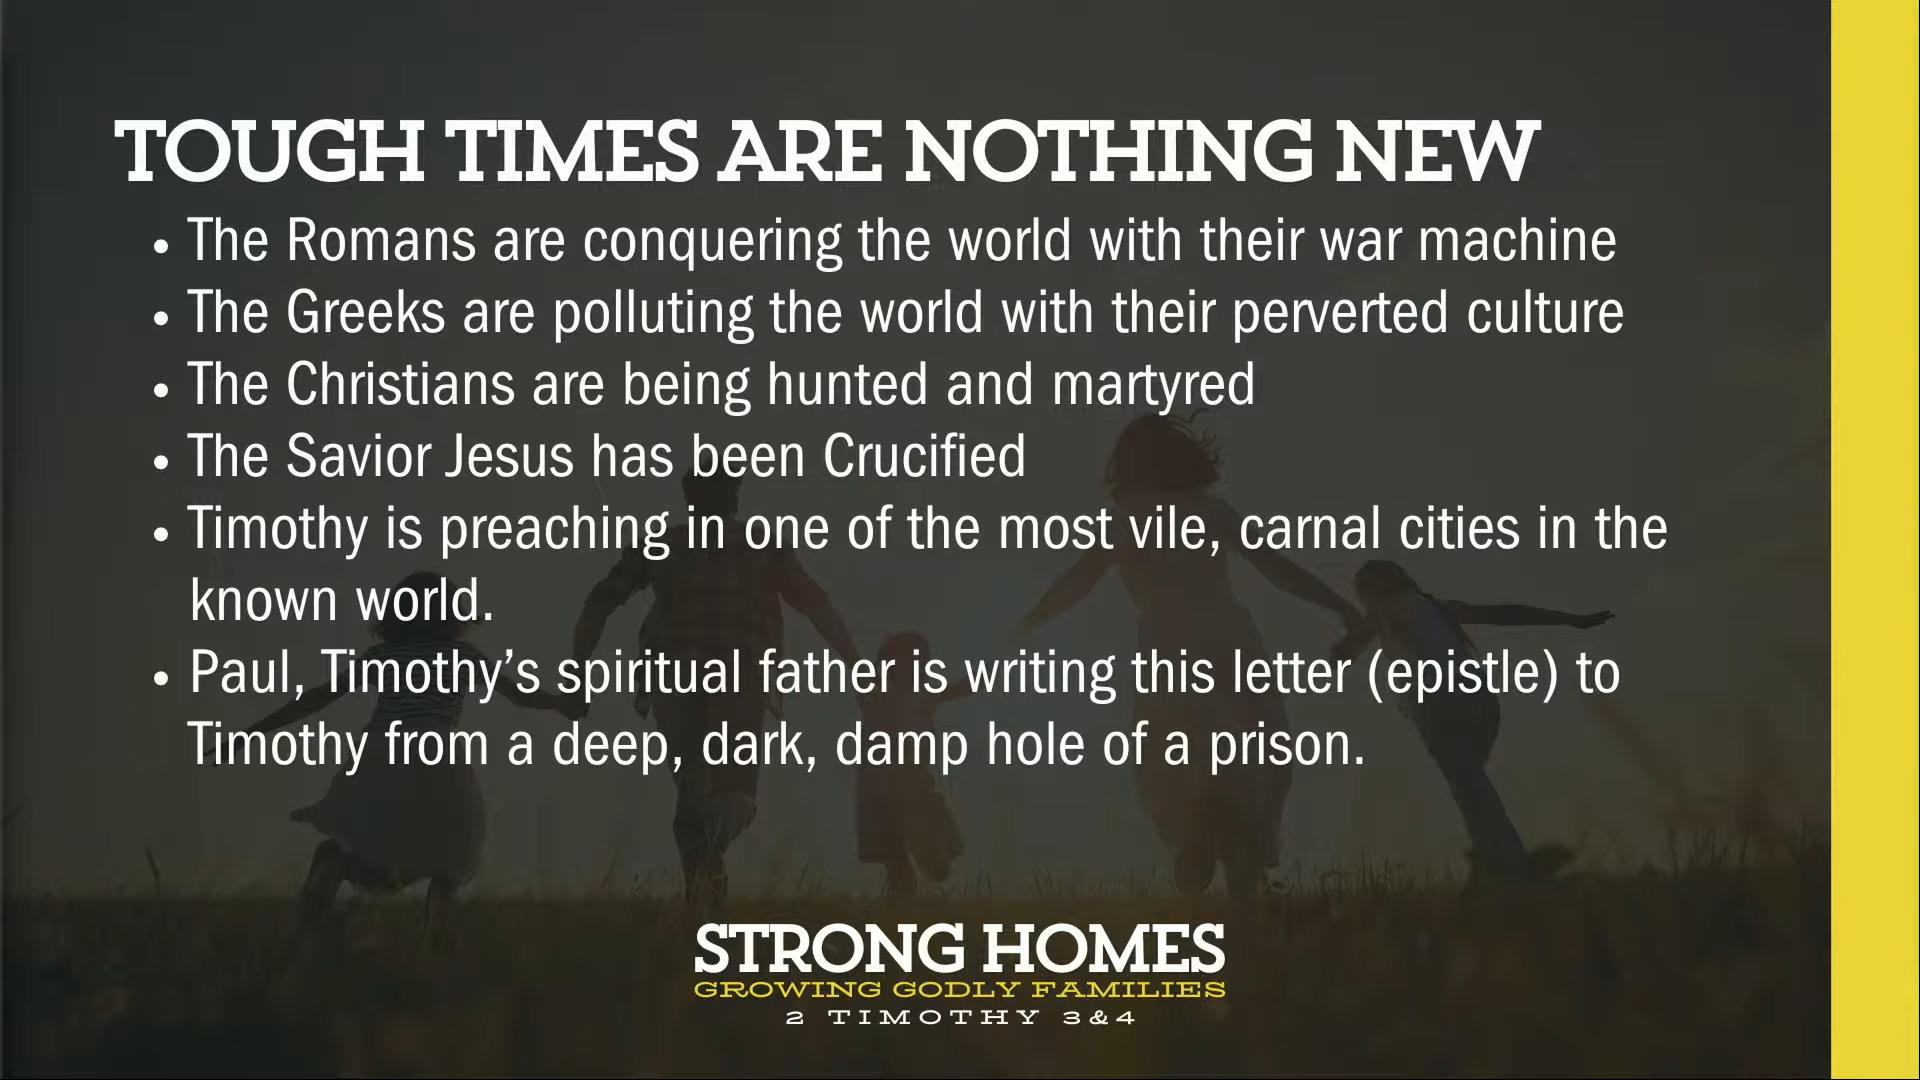 TOUGH TIMES ARE NOTHING NEW
• The Romans are conquering the world with their war machine
• The Greeks are polluting the world with their perverted culture
• The Christians are being hunted and martyred
• The Savior Jesus has been Crucified
• Timothy is preaching in one of the most vile, carnal cities in the
known world.
• Paul, Timothy’s spiritual father is writing this letter (epistle) to
Timothy from a deep, dark, damp hole of a prison.
STRONG HOMES
GROWING GODLY FAMILIES
2 TIMOTHY 3&4